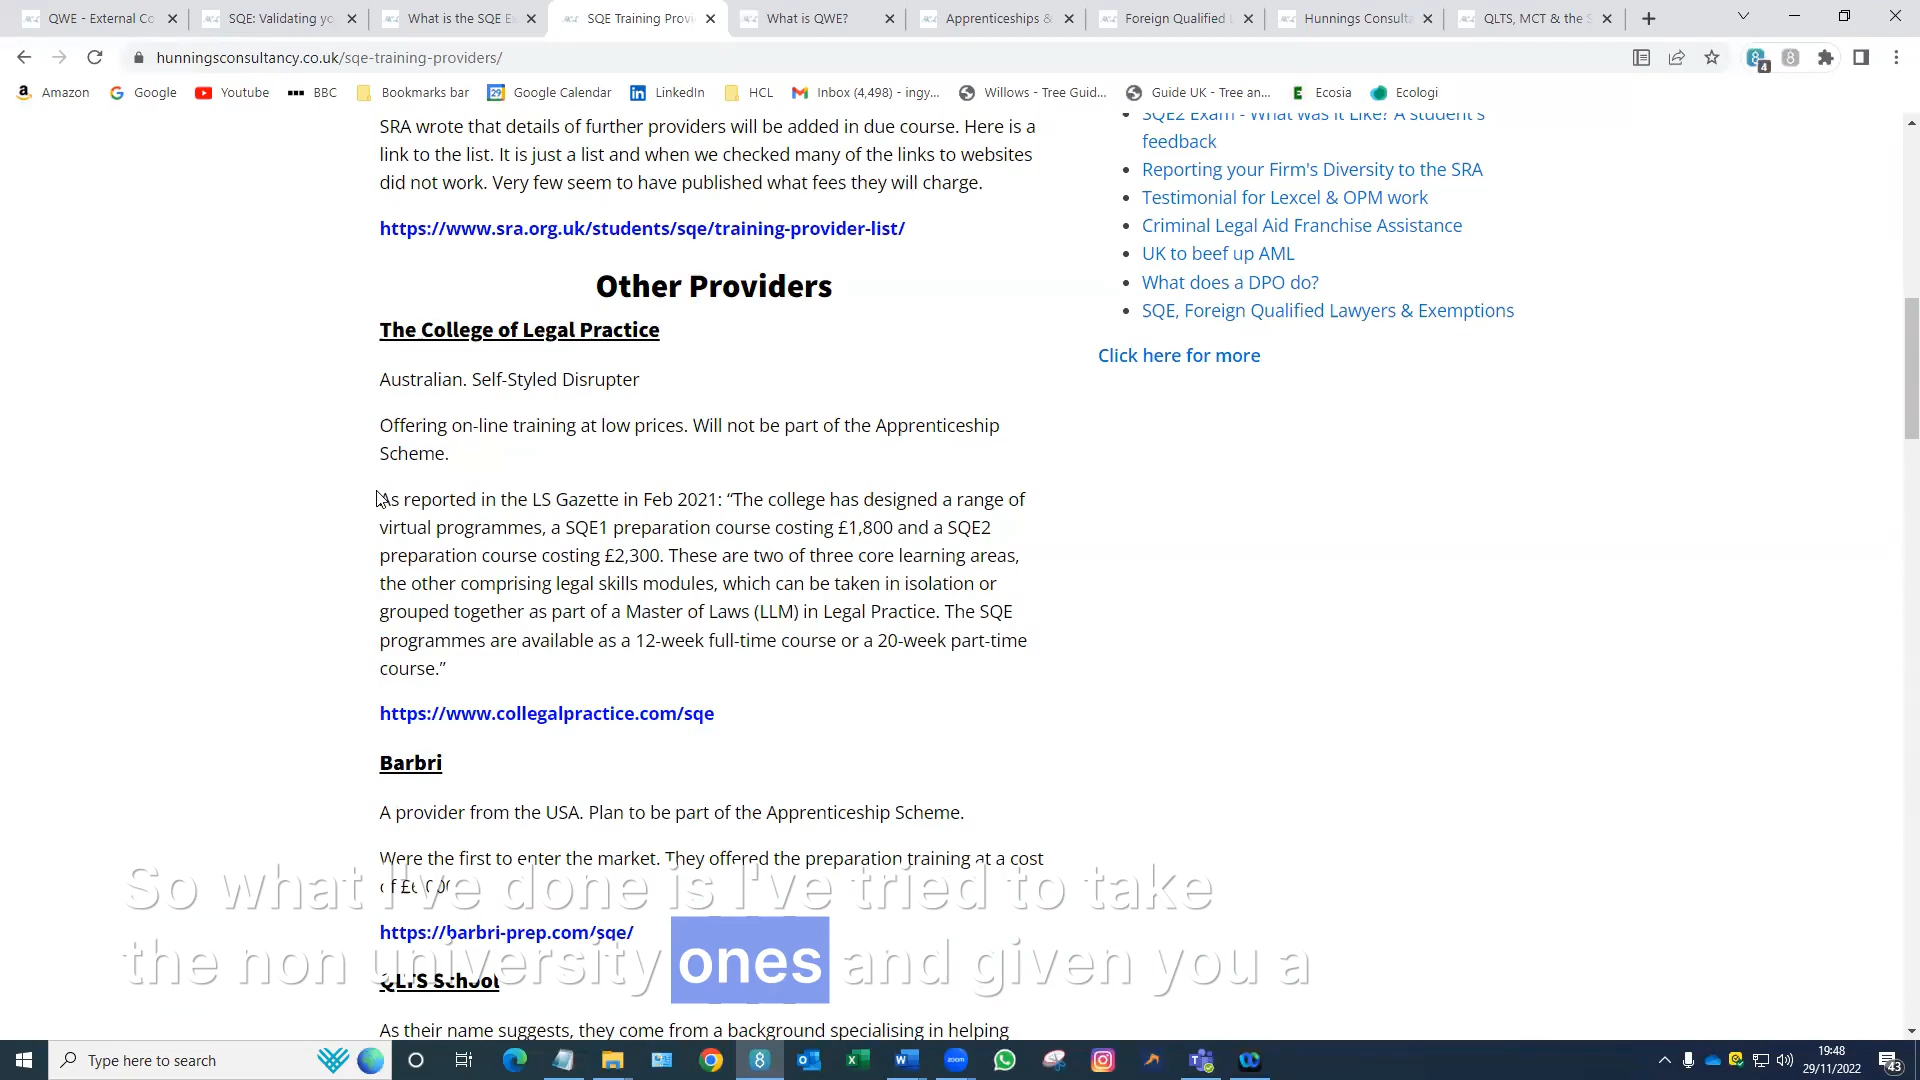 QWE - External Co
SQE: Validating yo
What is the SQE E
SQE Training Provi
What is QWE?
Apprenticeships &
Foreign Qualified
Hunnings Consulta
QLTS, MCT & the S
hunningsconsultancy.co.uk/sqe-training-providers/
4
Amazon
Google
Youtube
BBC
Bookmarks bar
29
Google Calendar
LinkedIn
HCL
Inbox (4,498) - ingy...
Willows - Tree Guid...
Guide UK - Tree an...
Ecosia
Ecologi
SRA wrote that details of further providers will be added in due course. Here is a
link to the list. It is just a list and when we checked many of the links to websites
did not work. Very few seem to have published what fees they will charge.
https://www.sra.org.uk/students/sqe/training-provider-list/
Other Providers
The College of Legal Practice
Australian. Self-Styled Disrupter
Offering on-line training at low prices. Will not be part of the Apprenticeship
Scheme.
As reported in the LS Gazette in Feb 2021: “The college has designed a range of
virtual programmes, a SQE1 preparation course costing £1,800 and a SQE2
preparation course costing £2,300. These are two of three core learning areas,
the other comprising legal skills modules, which can be taken in isolation or
grouped together as part of a Master of Laws (LLM) in Legal Practice. The SQE
programmes are available as a 12-week full-time course or a 20-week part-time
course.”
https://www.collegalpractice.com/sqe
Barbri
A provider from the USA. Plan to be part of the Apprenticeship Scheme.
Were the first to enter the market. They offered the preparation training at a cost
of
https://barbri-prep.com/sqe/
QLTS School
As their name suggests, they come from a background specialising in helping
SQE2 Exam - What was it Like? A student's
feedback
Reporting your Firm's Diversity to the SRA
Testimonial for Lexcel & OPM work
Criminal Legal Aid Franchise Assistance
UK to beef up AML
What does a DPO do?
SQE, Foreign Qualified Lawyers & Exemptions
Click here for more
So what I've done is I've tried to take
the non university ones and given you a
Type here to search
zoom
19:48
29/11/2022
43